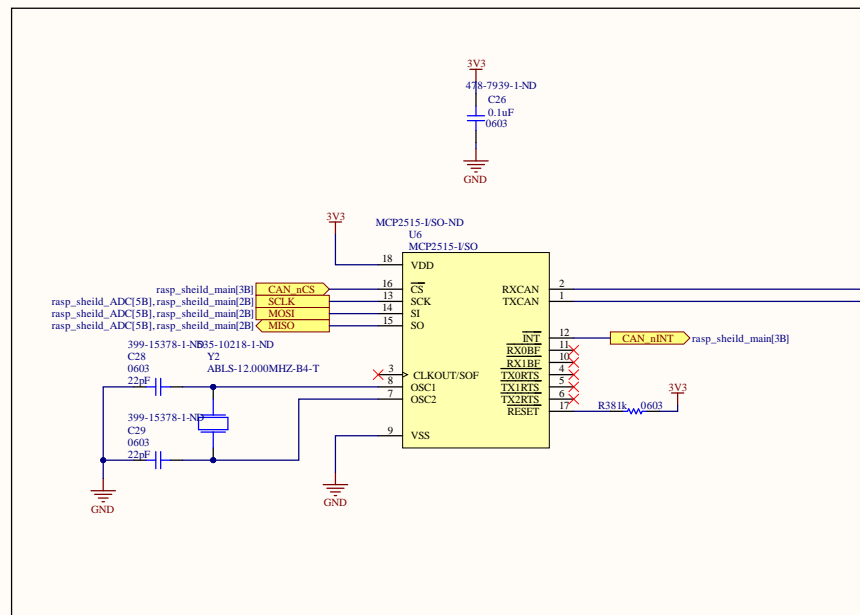 3V3
478-7939-1-ND
C26
0.1uF
0603
GND
3V3
MCP2515-I/SO-ND
U6
MCP2515-I/SO
18 VDD
rasp_sheild_main[3B] CAN_nCS 16 CS
rasp_sheild_ADC[5B], rasp_sheild_main[2B] SCLK 13 SCK
rasp_sheild_ADC[5B], rasp_sheild_main[2B] MOSI 14 SI
rasp_sheild_ADC[5B], rasp_sheild_main[2B] MISO 15 SO
RXCAN 2
TXCAN 1
INT 12 CAN_nINT rasp_sheild_main[3B]
RX0BF 11
RX1BF 10
TX0RTS 4
TX1RTS 5
TX2RTS 6
RESET 17
R38 1k 0603
3V3
399-15378-1-ND
C28
0603
22pF
535-10218-1-ND
Y2
ABLS-12.000MHZ-B4-T
3 CLKOUT/SOF
8 OSC1
7 OSC2
399-15378-1-ND
C29
0603
22pF
9 VSS
GND
GND